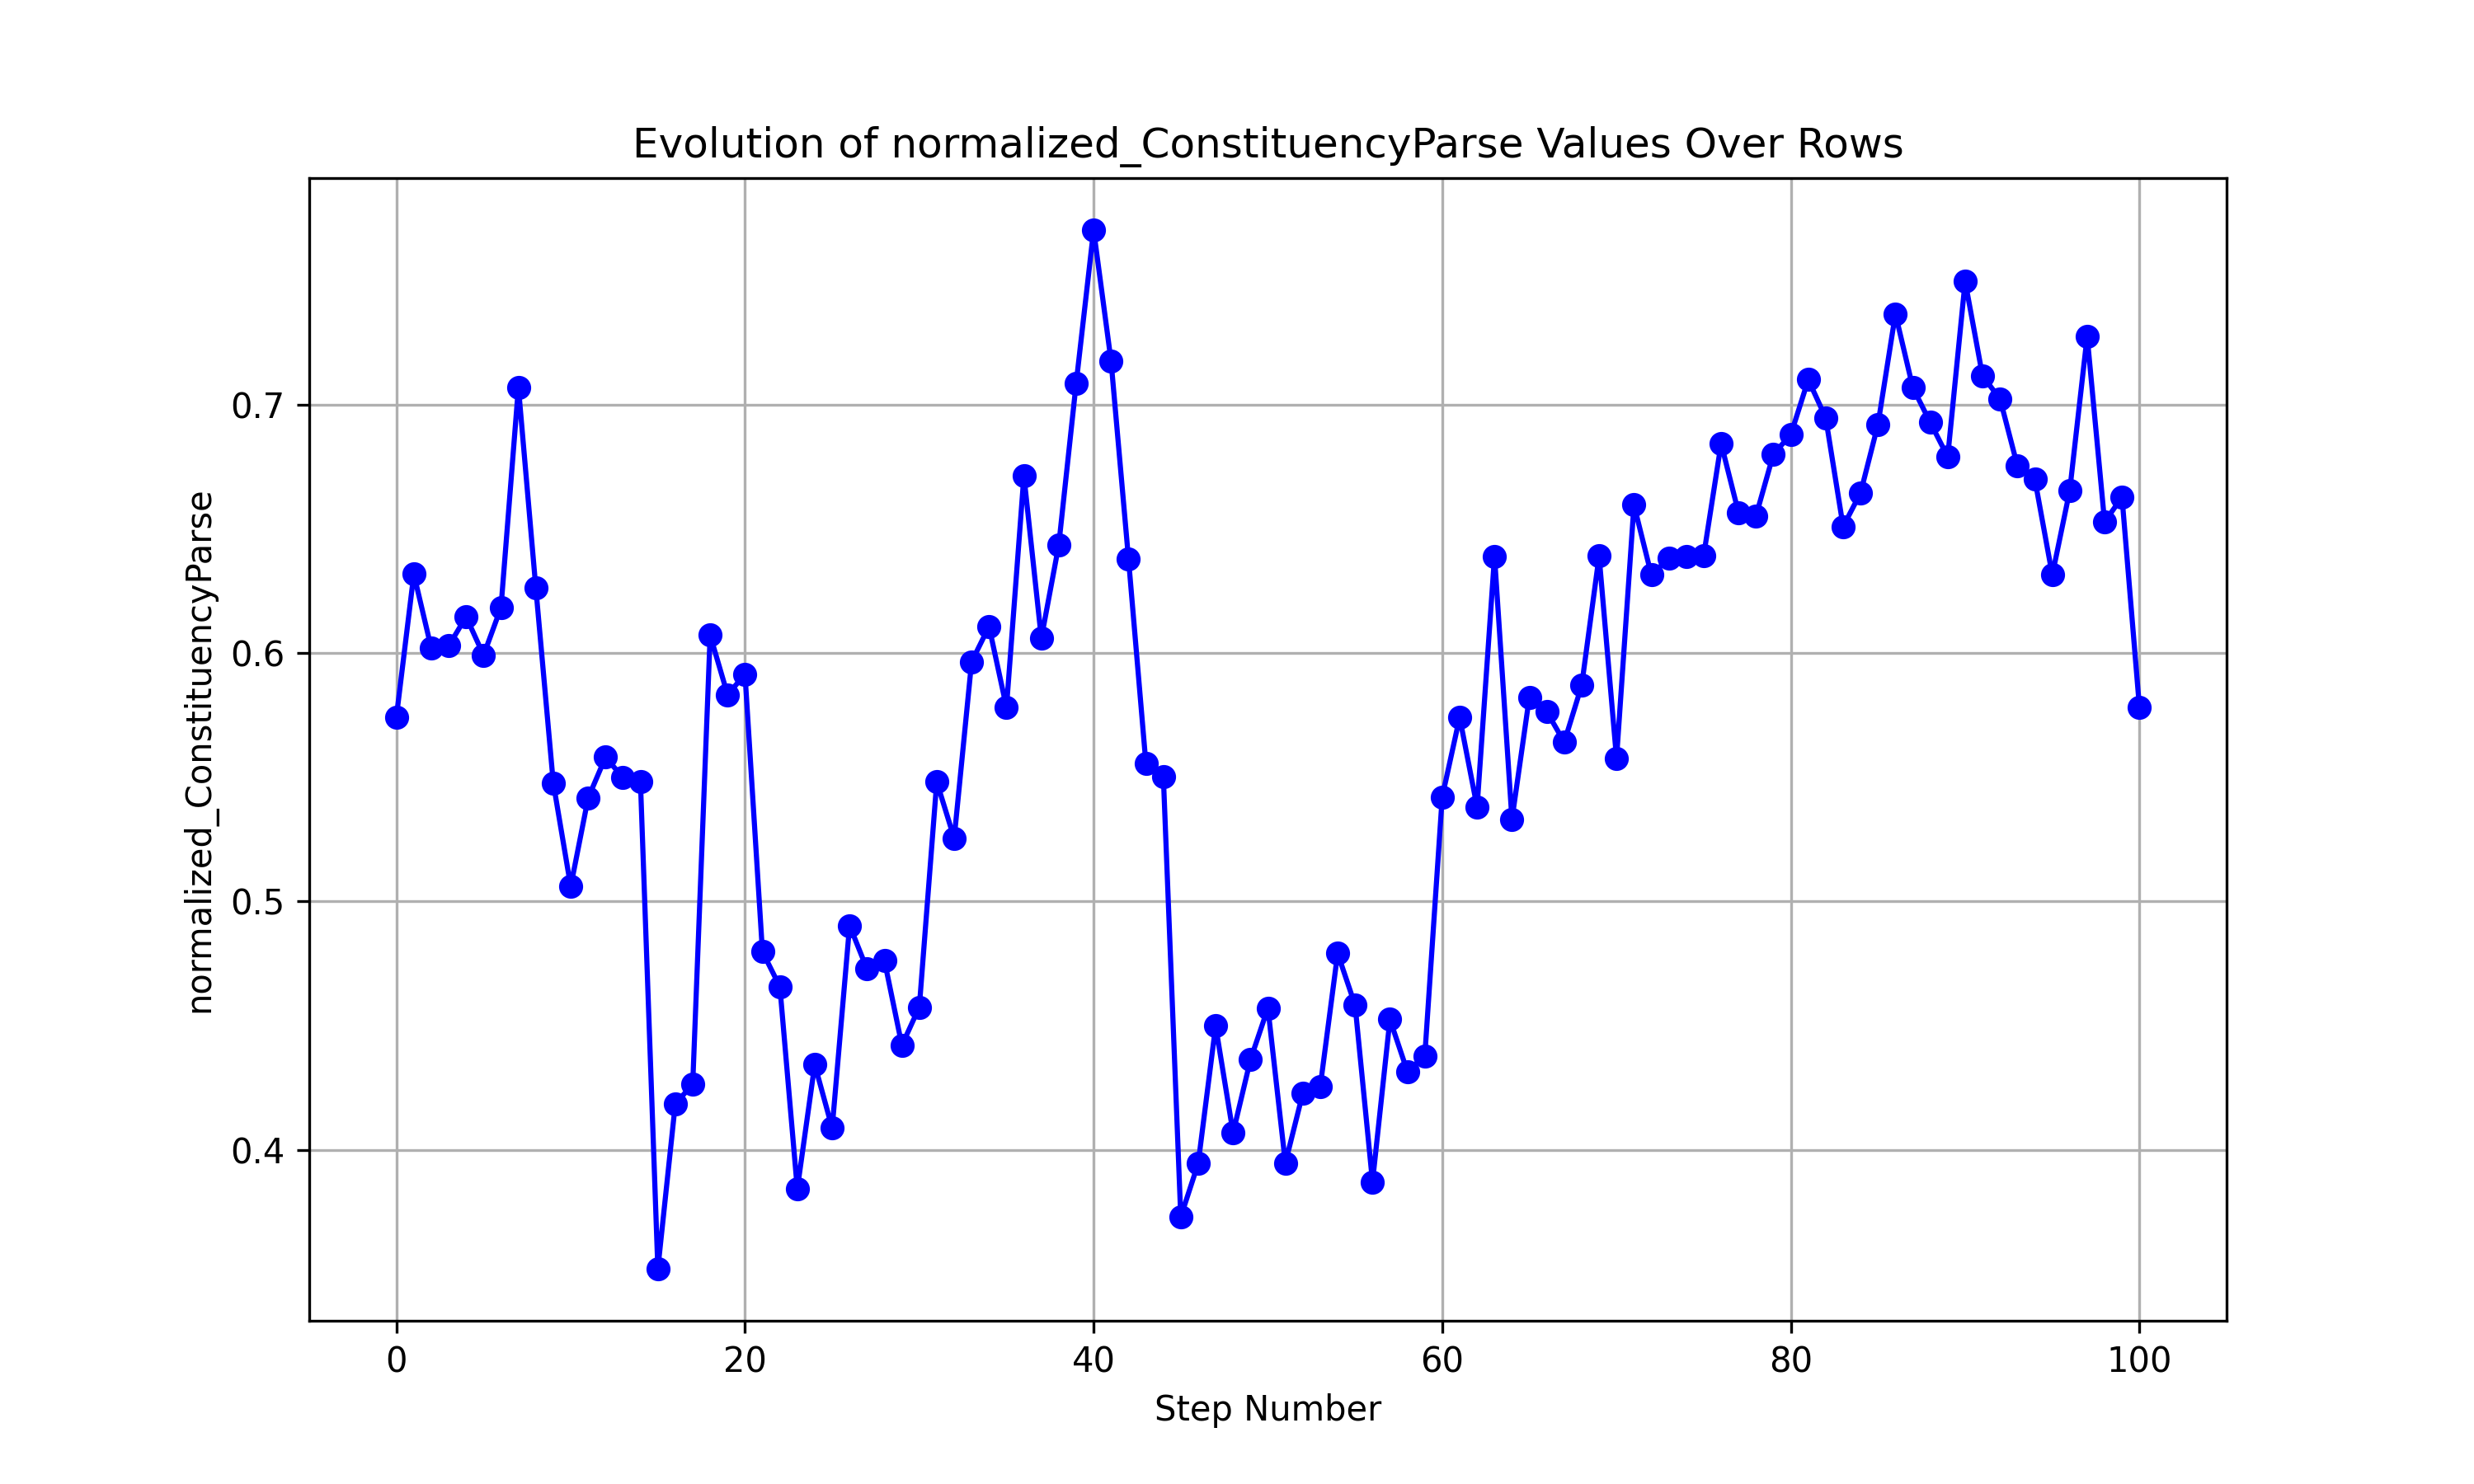 Evolution of normalized_ConstituencyParse Values Over Rows
normalized_ConstituencyParse
0.7
0.6
0.5
0.4
0 20 40 60 80 100
Step Number